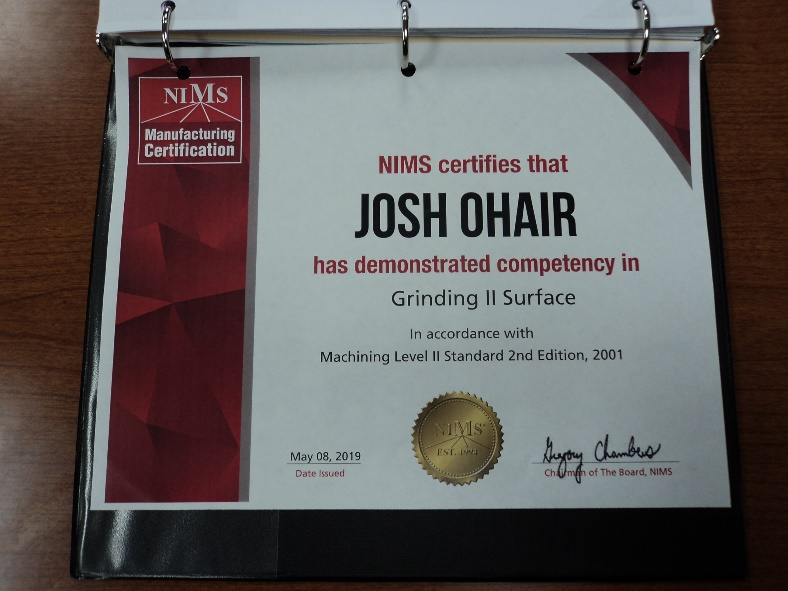 NIMS
Manufacturing
Certification
NIMS certifies that
JOSH OHAIR
has demonstrated competency in
Grinding II Surface
In accordance with
Machining Level II Standard 2nd Edition, 2001
May 08, 2019
Date Issued
NIMS
EST. 1994
Gregory Chambers
Chairman of The Board, NIMS